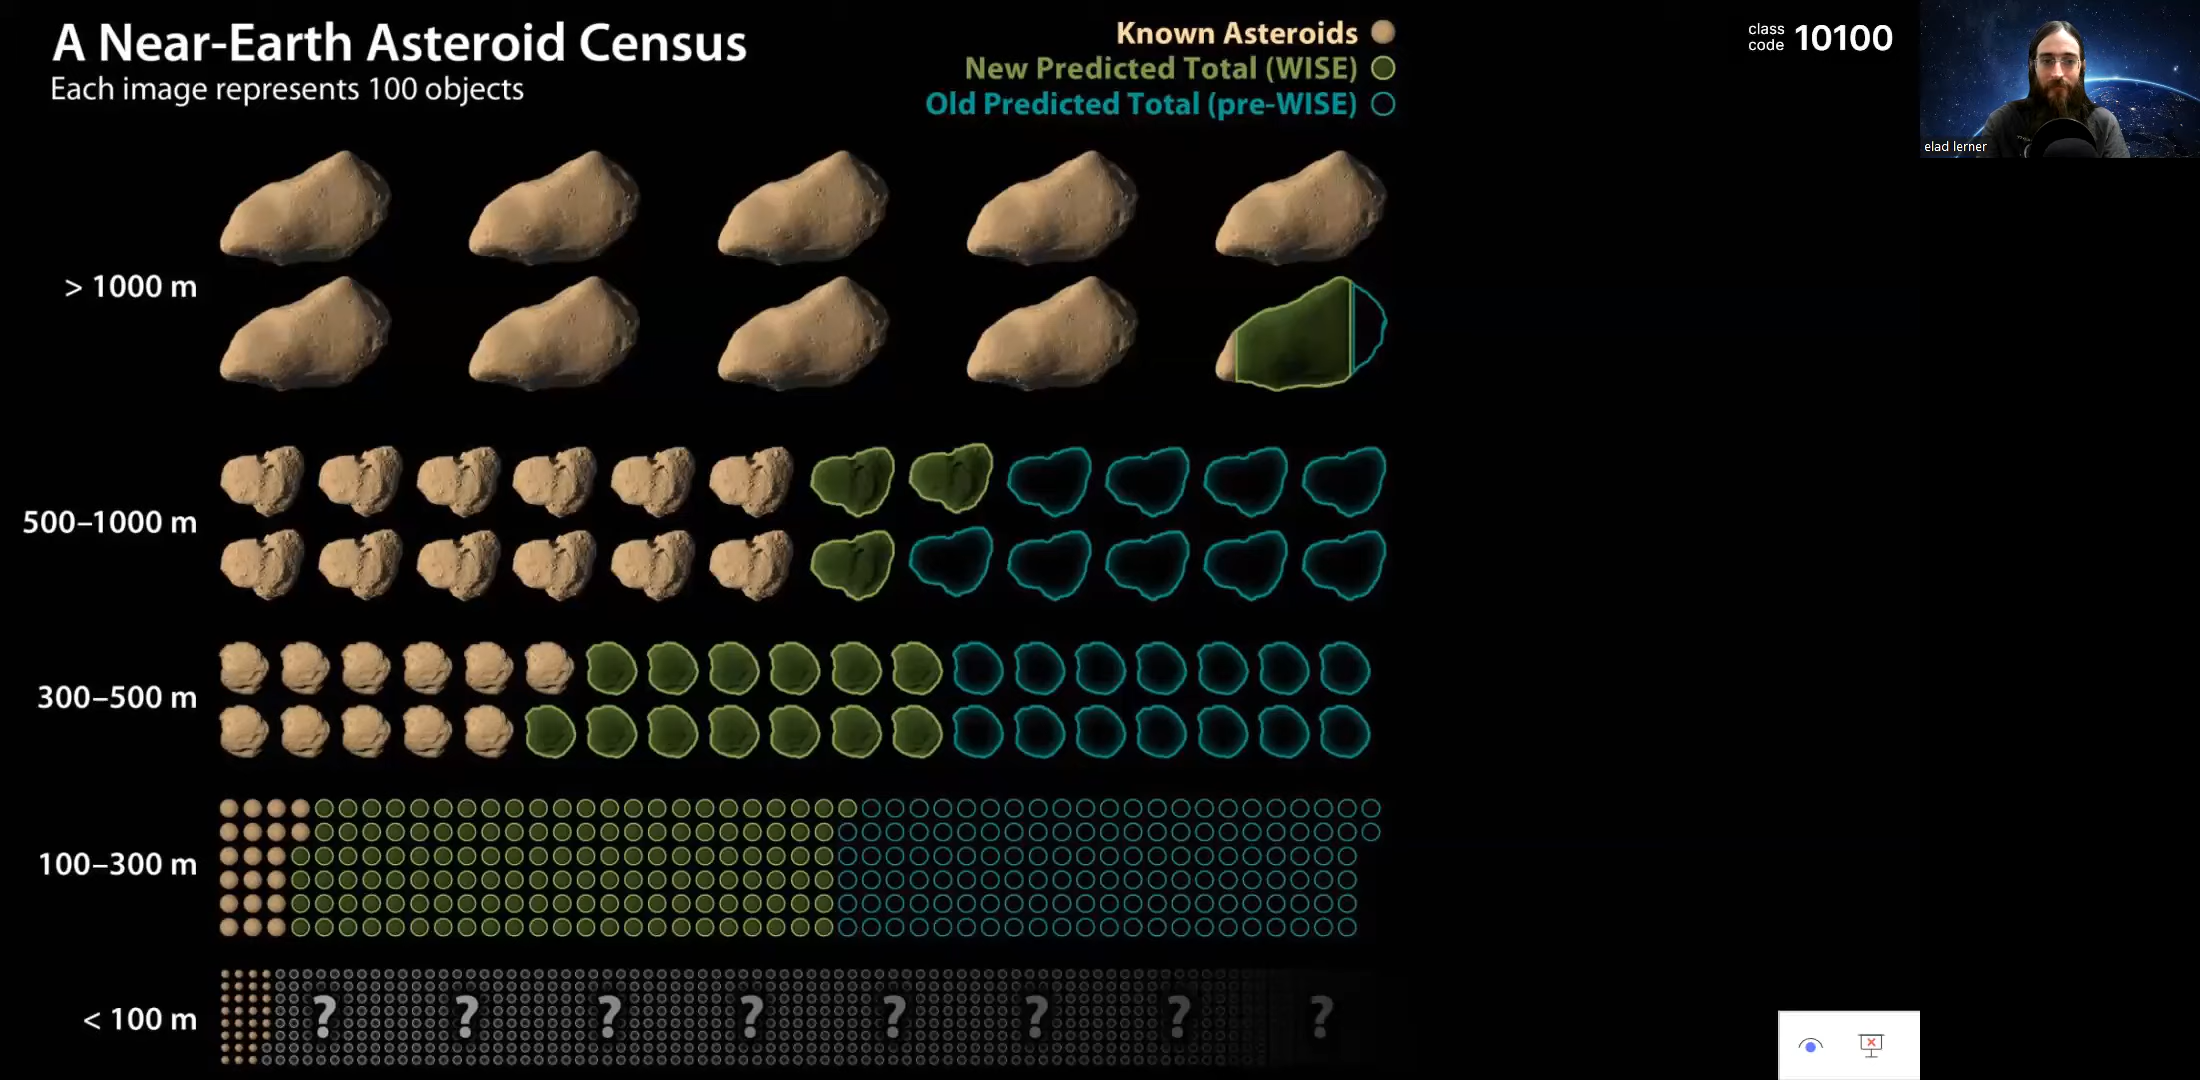 A Near-Earth Asteroid Census
Each image represents 100 objects
Known Asteroids
New Predicted Total (WISE)
Old Predicted Total (pre-WISE)
class
code 10100
elad lerner
> 1000 m
500–1000 m
300–500 m
100–300 m
< 100 m
? ? ? ? ? ? ? ?